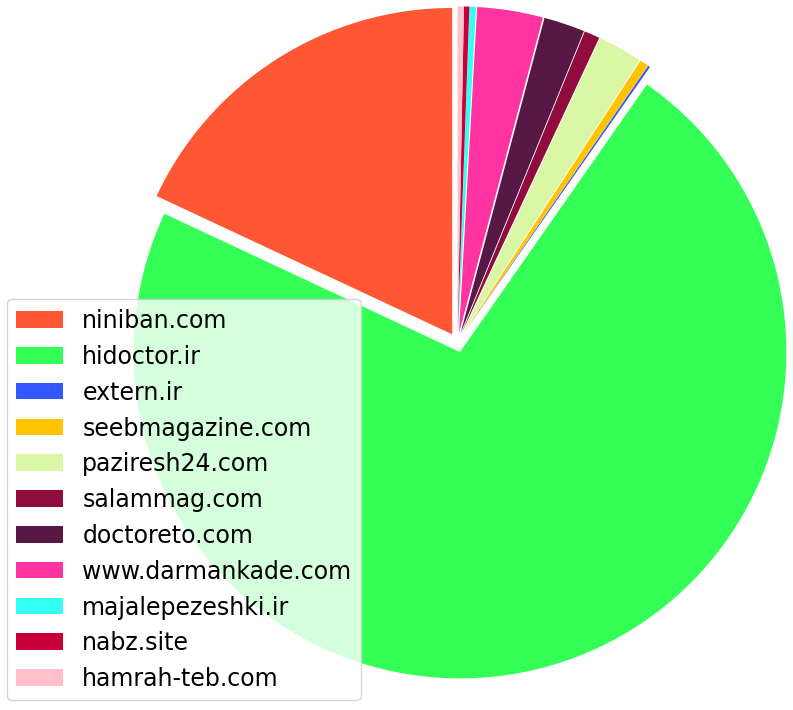 niniban.com
hidoctor.ir
extern.ir
seebmagazine.com
paziresh24.com
salammag.com
doctoreto.com
www.darmankade.com
majalepezeshki.ir
nabz.site
hamrah-teb.com